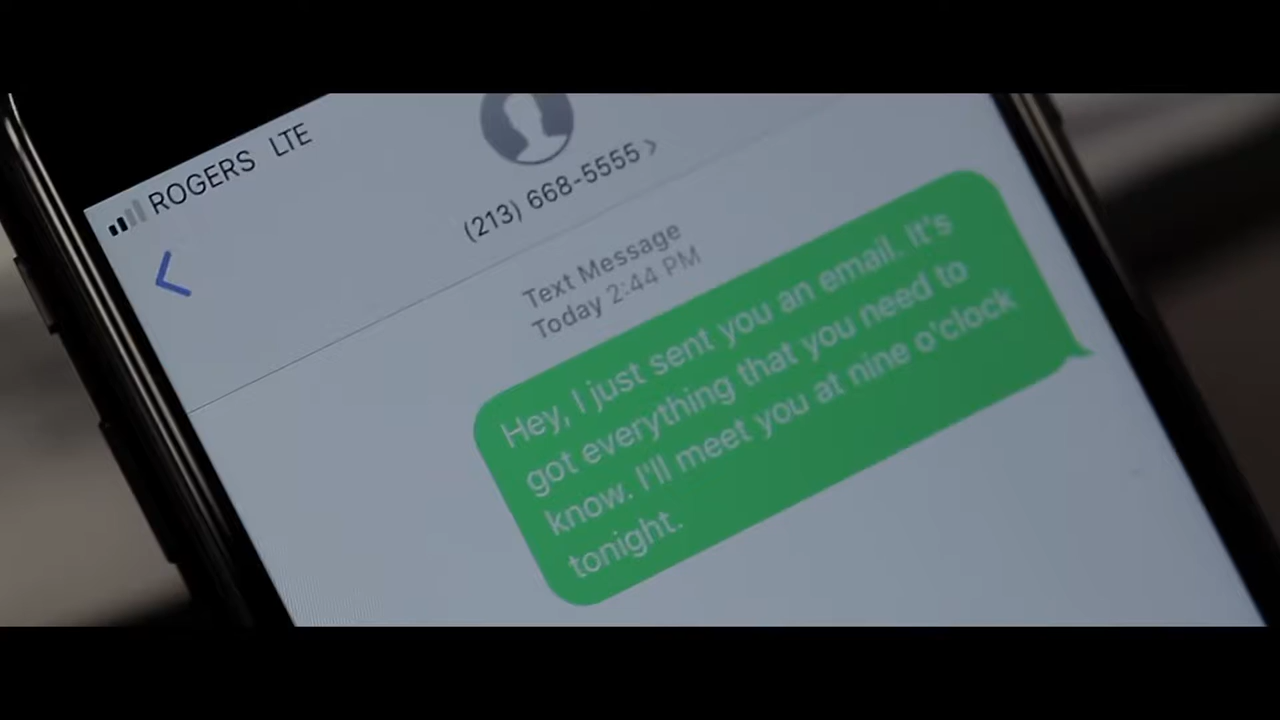 ROGERS LTE
(213) 668-5555
Text Message
Today 2:44 PM
Hey, I just sent you an email. It's
got everything that you need to
know. I'll meet you at nine o'clock
tonight.